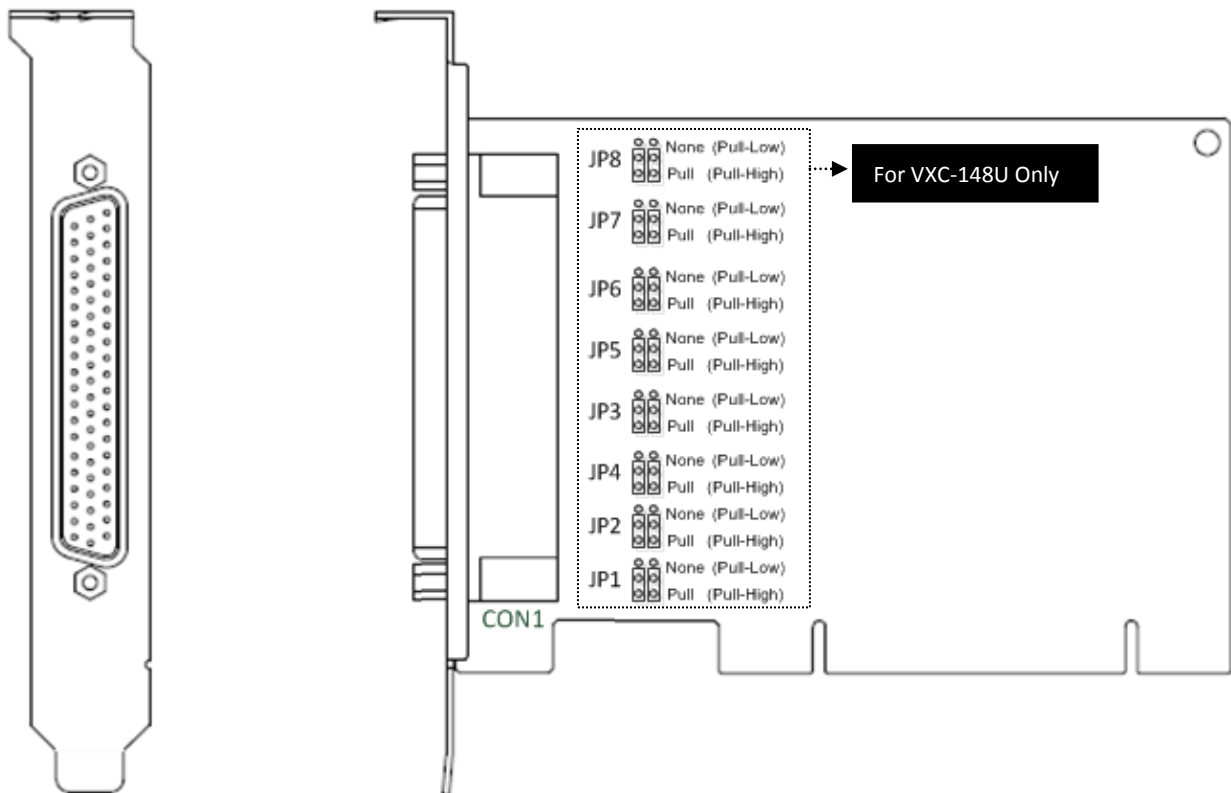 JP8 None (Pull-Low)
Pull (Pull-High)
For VXC-148U Only
JP7 None (Pull-Low)
Pull (Pull-High)
JP6 None (Pull-Low)
Pull (Pull-High)
JP5 None (Pull-Low)
Pull (Pull-High)
JP3 None (Pull-Low)
Pull (Pull-High)
JP4 None (Pull-Low)
Pull (Pull-High)
JP2 None (Pull-Low)
Pull (Pull-High)
JP1 None (Pull-Low)
Pull (Pull-High)
CON1